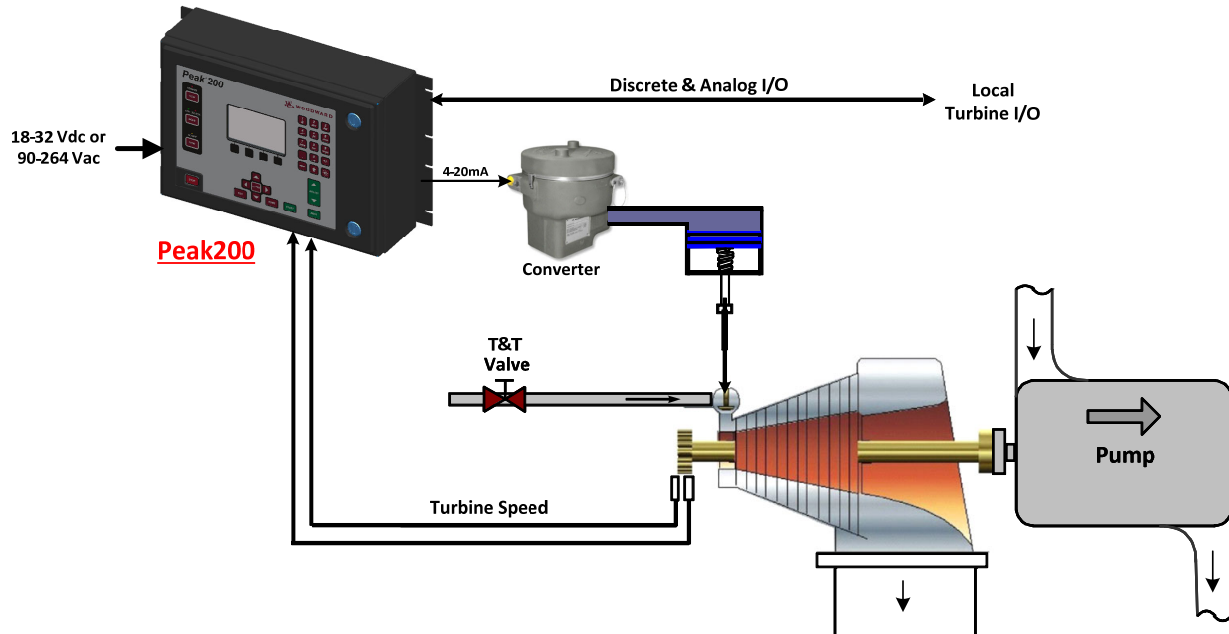 Peak 200
WOODWARD
Discrete & Analog I/O
Local
Turbine I/O
18-32 Vdc or
90-264 Vac
4-20mA
Peak200
Converter
T&T
Valve
Turbine Speed
Pump